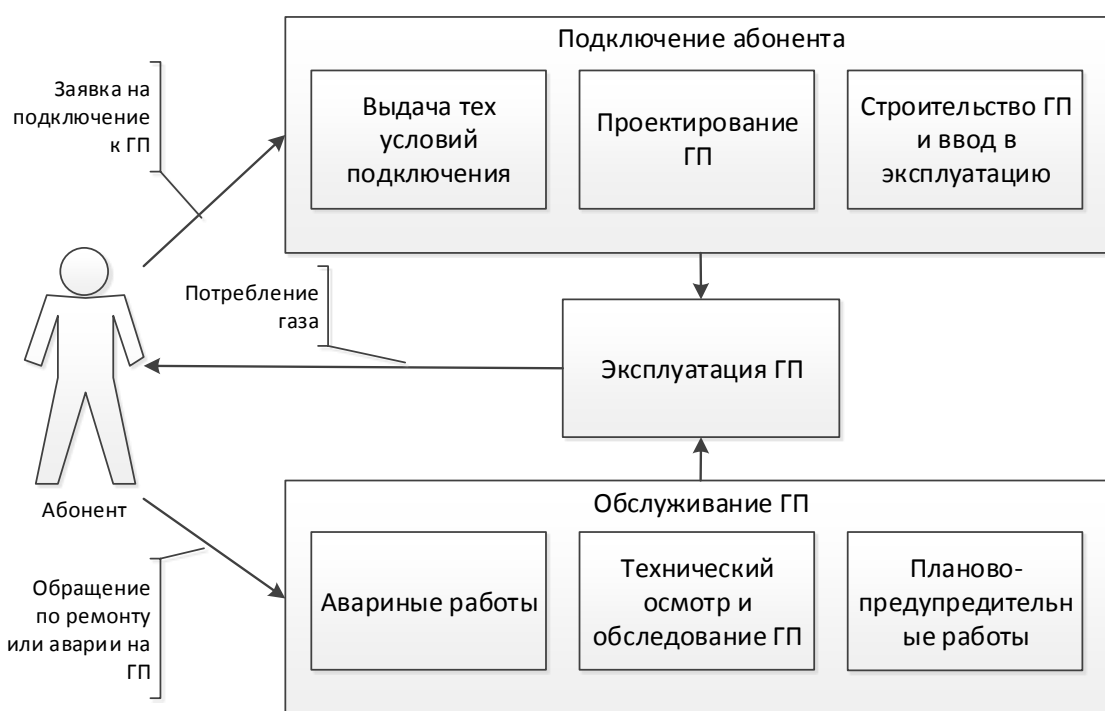 Подключение абонента
Заявка на
подключение
к ГП
Выдача тех
условий
подключения
Проектирование
ГП
Строительство ГП
и ввод в
эксплуатацию
Потребление
газа
Эксплуатация ГП
Абонент
Обслуживание ГП
Обращение
по ремонту
или аварии на
ГП
Авариные работы
Технический
осмотр и
обследование ГП
Планово-
предупредительн
ые работы